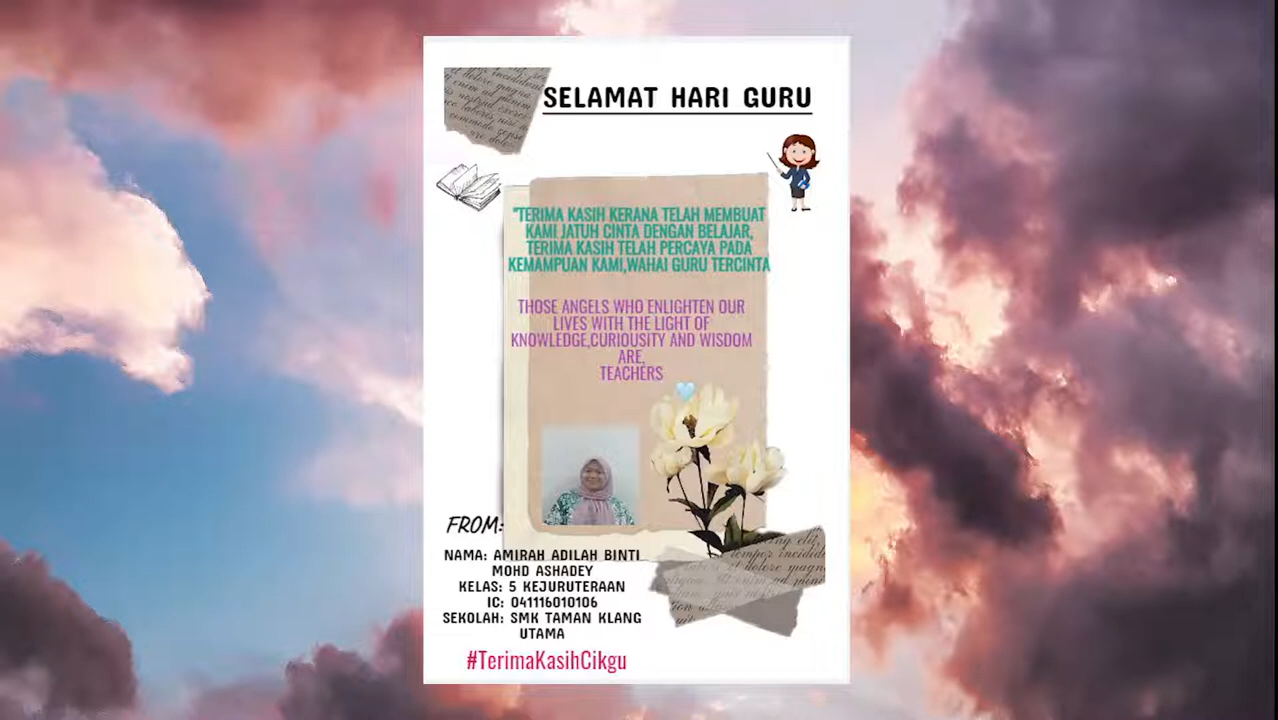 SELAMAT HARI GURU
"TERIMA KASIH KERANA TELAH MEMBUAT
KAMI JATUH CINTA DENGAN BELAJAR,
TERIMA KASIH TELAH PERCAYA PADA
KEMAMPUAN KAMI,WAHAI GURU TERCINTA
THOSE ANGELS WHO ENLIGHTEN OUR
LIVES WITH THE LIGHT OF
KNOWLEDGE,CURIOUSITY AND WISDOM
ARE,
TEACHERS
FROM:
NAMA: AMIRAH ADILAH BINTI
MOHD ASHADEY
KELAS: 5 KEJURUTERAAN
IC: 041116010106
SEKOLAH: SMK TAMAN KLANG
UTAMA
#TerimaKasihCikgu